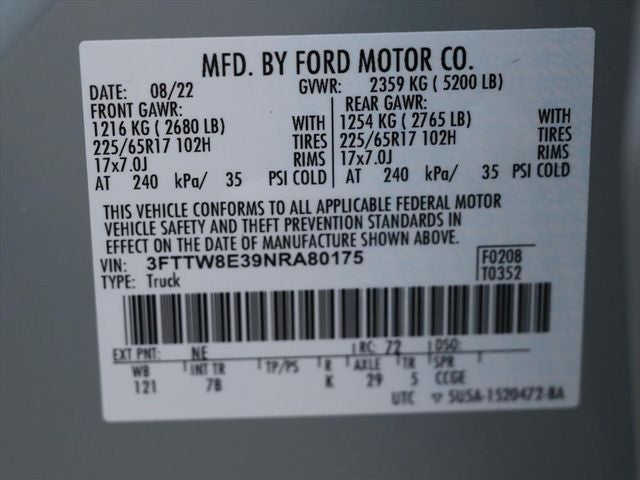 MFD. BY FORD MOTOR CO.
DATE: 08/22 GVWR: 2359 KG ( 5200 LB)
FRONT GAWR: REAR GAWR:
1216 KG ( 2680 LB) WITH 1254 KG ( 2765 LB) WITH
225/65R17 102H TIRES 225/65R17 102H TIRES
17x7.0J RIMS 17x7.0J RIMS
AT 240 kPa/ 35 PSI COLD AT 240 kPa/ 35 PSI COLD
THIS VEHICLE CONFORMS TO ALL APPLICABLE FEDERAL MOTOR
VEHICLE SAFETY AND THEFT PREVENTION STANDARDS IN
EFFECT ON THE DATE OF MANUFACTURE SHOWN ABOVE.
VIN: 3FTTW8E39NRA80175 F0208
TYPE: Truck T0352
EXT PNT: NE RC: 72 DSO:
WB INT TR TP/PS R AXLE TR SPR
121 7B K 29 5 CCGE
UTC ▽ 5U5A-1520472-BA